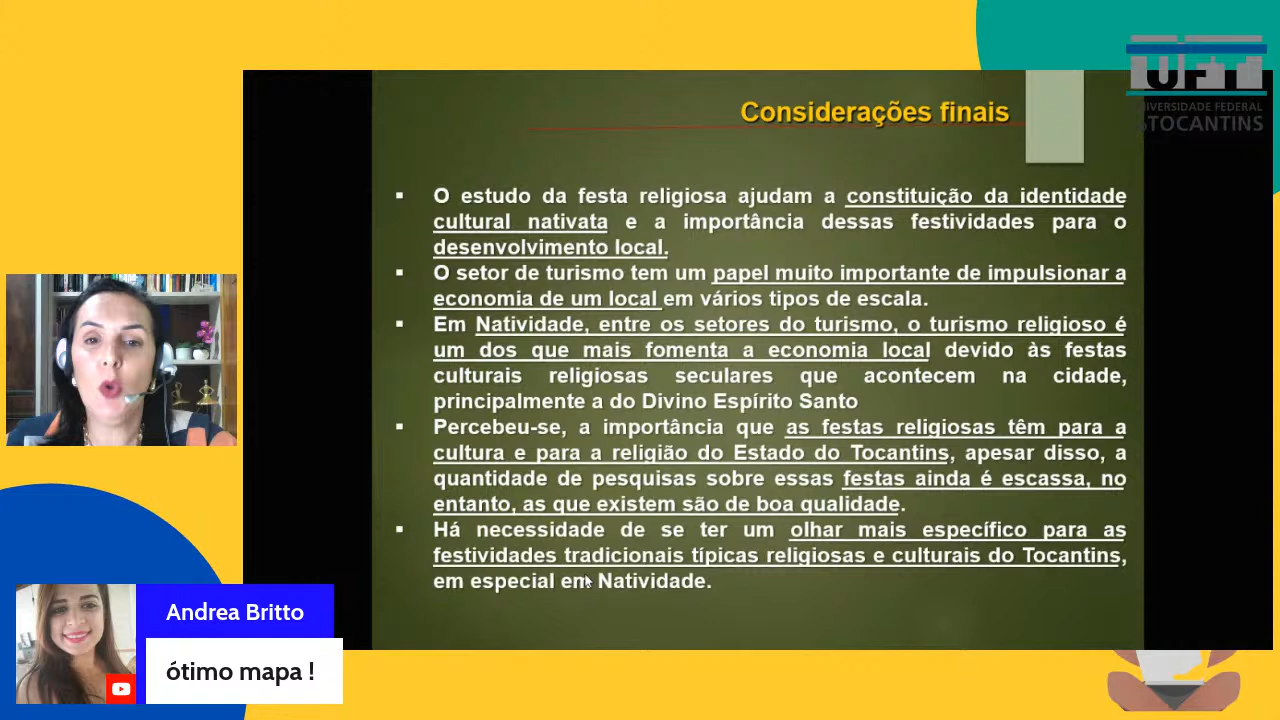 Considerações finais
UFT
UNIVERSIDADE FEDERAL
TOCANTINS
▪ O estudo da festa religiosa ajudam a constituição da identidade
cultural nativata e a importância dessas festividades para o
desenvolvimento local.
▪ O setor de turismo tem um papel muito importante de impulsionar a
economia de um local em vários tipos de escala.
▪ Em Natividade, entre os setores do turismo, o turismo religioso é
um dos que mais fomenta a economia local devido às festas
culturais religiosas seculares que acontecem na cidade,
principalmente a do Divino Espírito Santo
▪ Percebeu-se, a importância que as festas religiosas têm para a
cultura e para a religião do Estado do Tocantins, apesar disso, a
quantidade de pesquisas sobre essas festas ainda é escassa, no
entanto, as que existem são de boa qualidade.
▪ Há necessidade de se ter um olhar mais específico para as
festividades tradicionais típicas religiosas e culturais do Tocantins,
em especial em Natividade.
Andrea Britto
ótimo mapa !